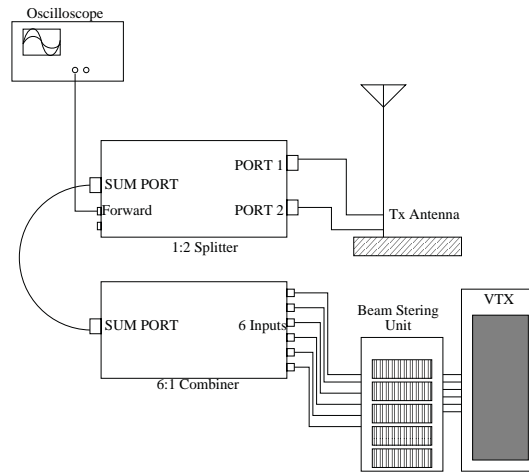 Oscilloscope
PORT 1
SUM PORT
Forward
PORT 2
Tx Antenna
1:2 Splitter
SUM PORT
6 Inputs
6:1 Combiner
Beam Stering
Unit
VTX